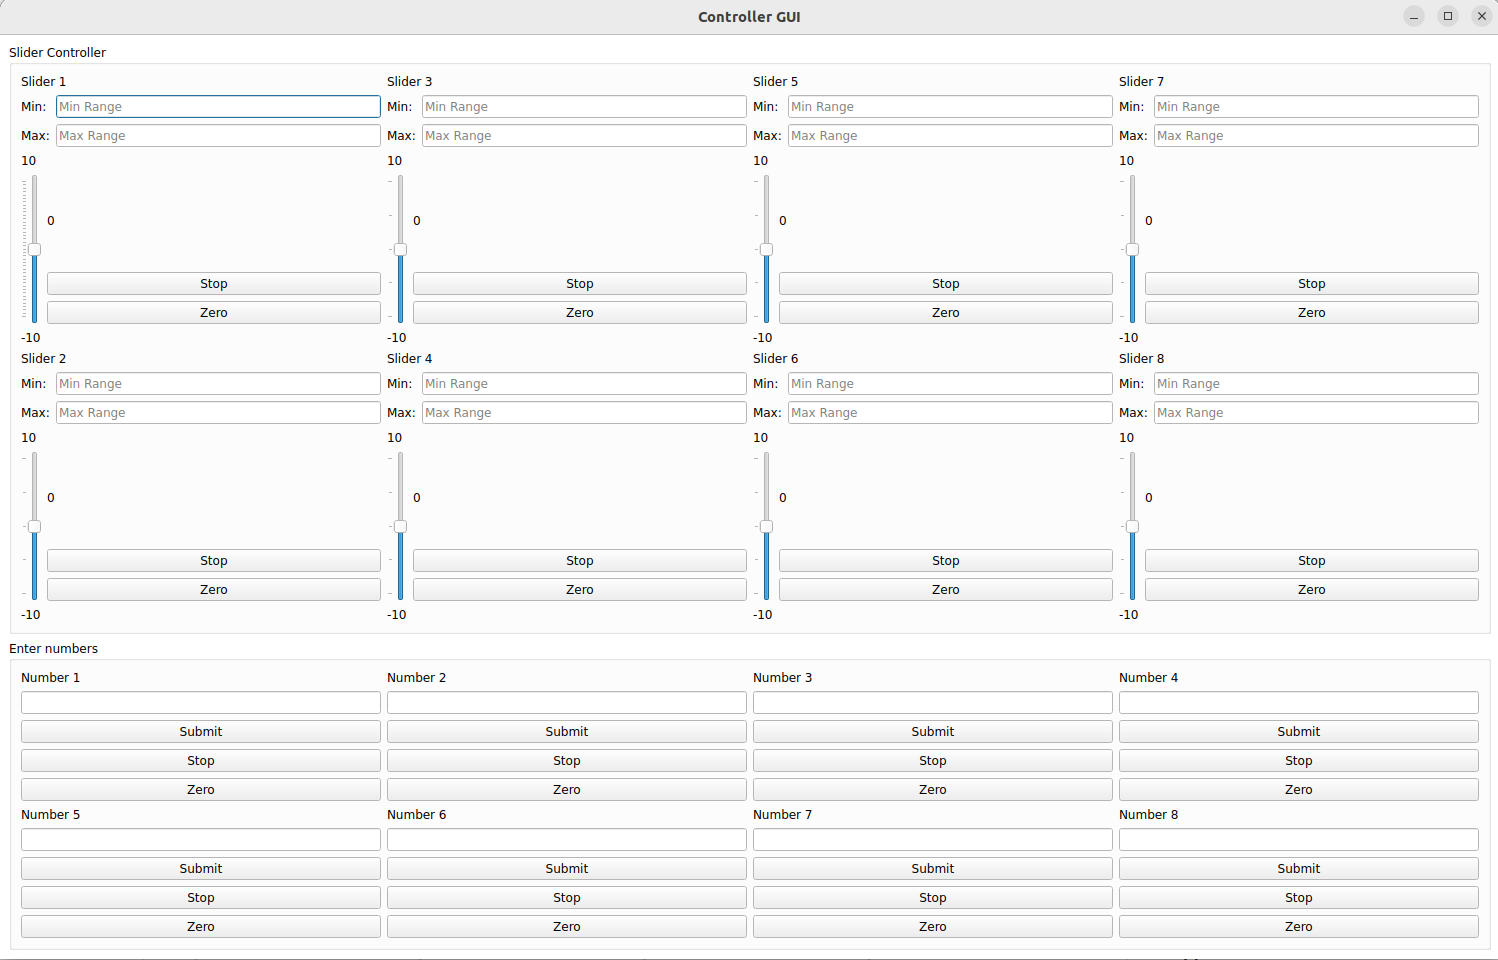 Controller GUI
Slider Controller
Slider 1 Slider 3 Slider 5 Slider 7
Min: Min Range Min: Min Range Min: Min Range Min: Min Range
Max: Max Range Max: Max Range Max: Max Range Max: Max Range
10 10 10 10
0 0 0 0
Stop Stop Stop Stop
Zero Zero Zero Zero
-10 -10 -10 -10
Slider 2 Slider 4 Slider 6 Slider 8
Min: Min Range Min: Min Range Min: Min Range Min: Min Range
Max: Max Range Max: Max Range Max: Max Range Max: Max Range
10 10 10 10
0 0 0 0
Stop Stop Stop Stop
Zero Zero Zero Zero
-10 -10 -10 -10
Enter numbers
Number 1 Number 2 Number 3 Number 4
Submit Submit Submit Submit
Stop Stop Stop Stop
Zero Zero Zero Zero
Number 5 Number 6 Number 7 Number 8
Submit Submit Submit Submit
Stop Stop Stop Stop
Zero Zero Zero Zero